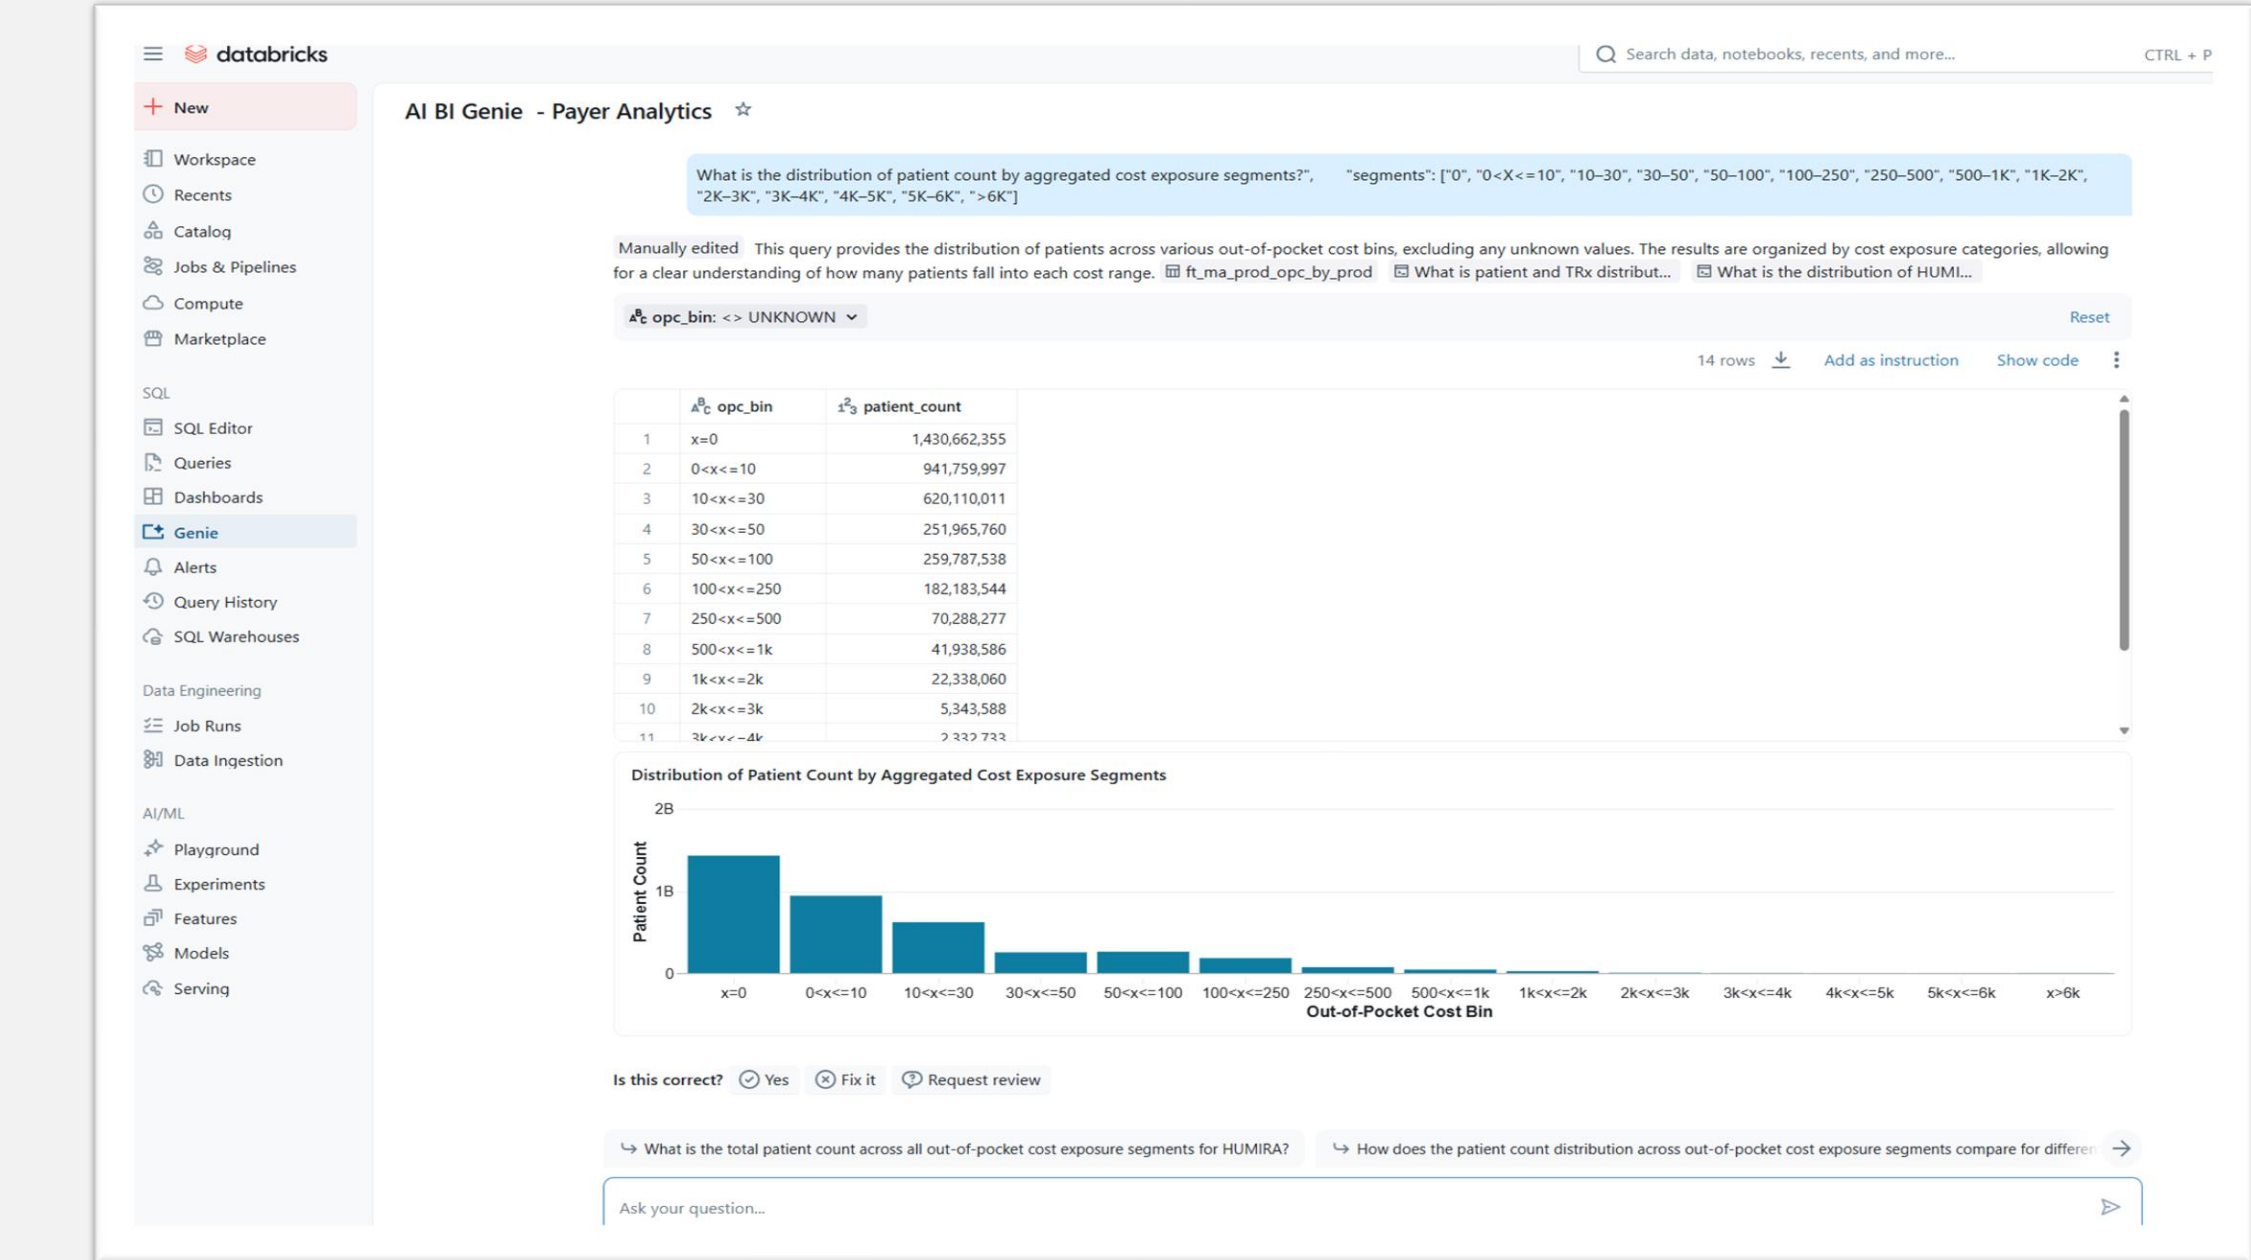 databricks
Search data, notebooks, recents, and more...
CTRL + P
New
Workspace
Recents
Catalog
Jobs & Pipelines
Compute
Marketplace
SQL
SQL Editor
Queries
Dashboards
Genie
Alerts
Query History
SQL Warehouses
Data Engineering
Job Runs
Data Ingestion
AI/ML
Playground
Experiments
Features
Models
Serving
AI BI Genie - Payer Analytics
What is the distribution of patient count by aggregated cost exposure segments?", "segments": ["0", "0<X<=10", "10–30", "30–50", "50–100", "100–250", "250–500", "500–1K", "1K–2K",
"2K–3K", "3K–4K", "4K–5K", "5K–6K", ">6K"]
Manually edited This query provides the distribution of patients across various out-of-pocket cost bins, excluding any unknown values. The results are organized by cost exposure categories, allowing
for a clear understanding of how many patients fall into each cost range. ft_ma_prod_opc_by_prod What is patient and TRx distribut... What is the distribution of HUMI...
opc_bin: <> UNKNOWN
Reset
14 rows Add as instruction Show code
opc_bin patient_count
1 x=0 1,430,662,355
2 0<x<=10 941,759,997
3 10<x<=30 620,110,011
4 30<x<=50 251,965,760
5 50<x<=100 259,787,538
6 100<x<=250 182,183,544
7 250<x<=500 70,288,277
8 500<x<=1k 41,938,586
9 1k<x<=2k 22,338,060
10 2k<x<=3k 5,343,588
11 3k<x<=4k 2,332,733
Distribution of Patient Count by Aggregated Cost Exposure Segments
2B
1B
0
Patient Count
x=0 0<x<=10 10<x<=30 30<x<=50 50<x<=100 100<x<=250 250<x<=500 500<x<=1k 1k<x<=2k 2k<x<=3k 3k<x<=4k 4k<x<=5k 5k<x<=6k x>6k
Out-of-Pocket Cost Bin
Is this correct? Yes Fix it Request review
What is the total patient count across all out-of-pocket cost exposure segments for HUMIRA? How does the patient count distribution across out-of-pocket cost exposure segments compare for differen
Ask your question...